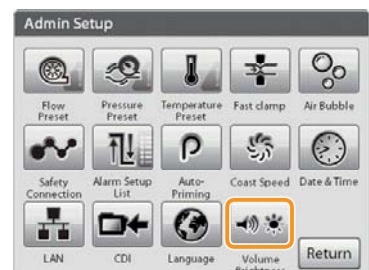 Admin Setup
Flow Preset
Pressure Preset
Temperature Preset
Fast clamp
Air Bubble
Safety Connection
Alarm Setup List
Auto-Priming
Coast Speed
Date & Time
LAN
CDI
Language
Volume Brightness
Return